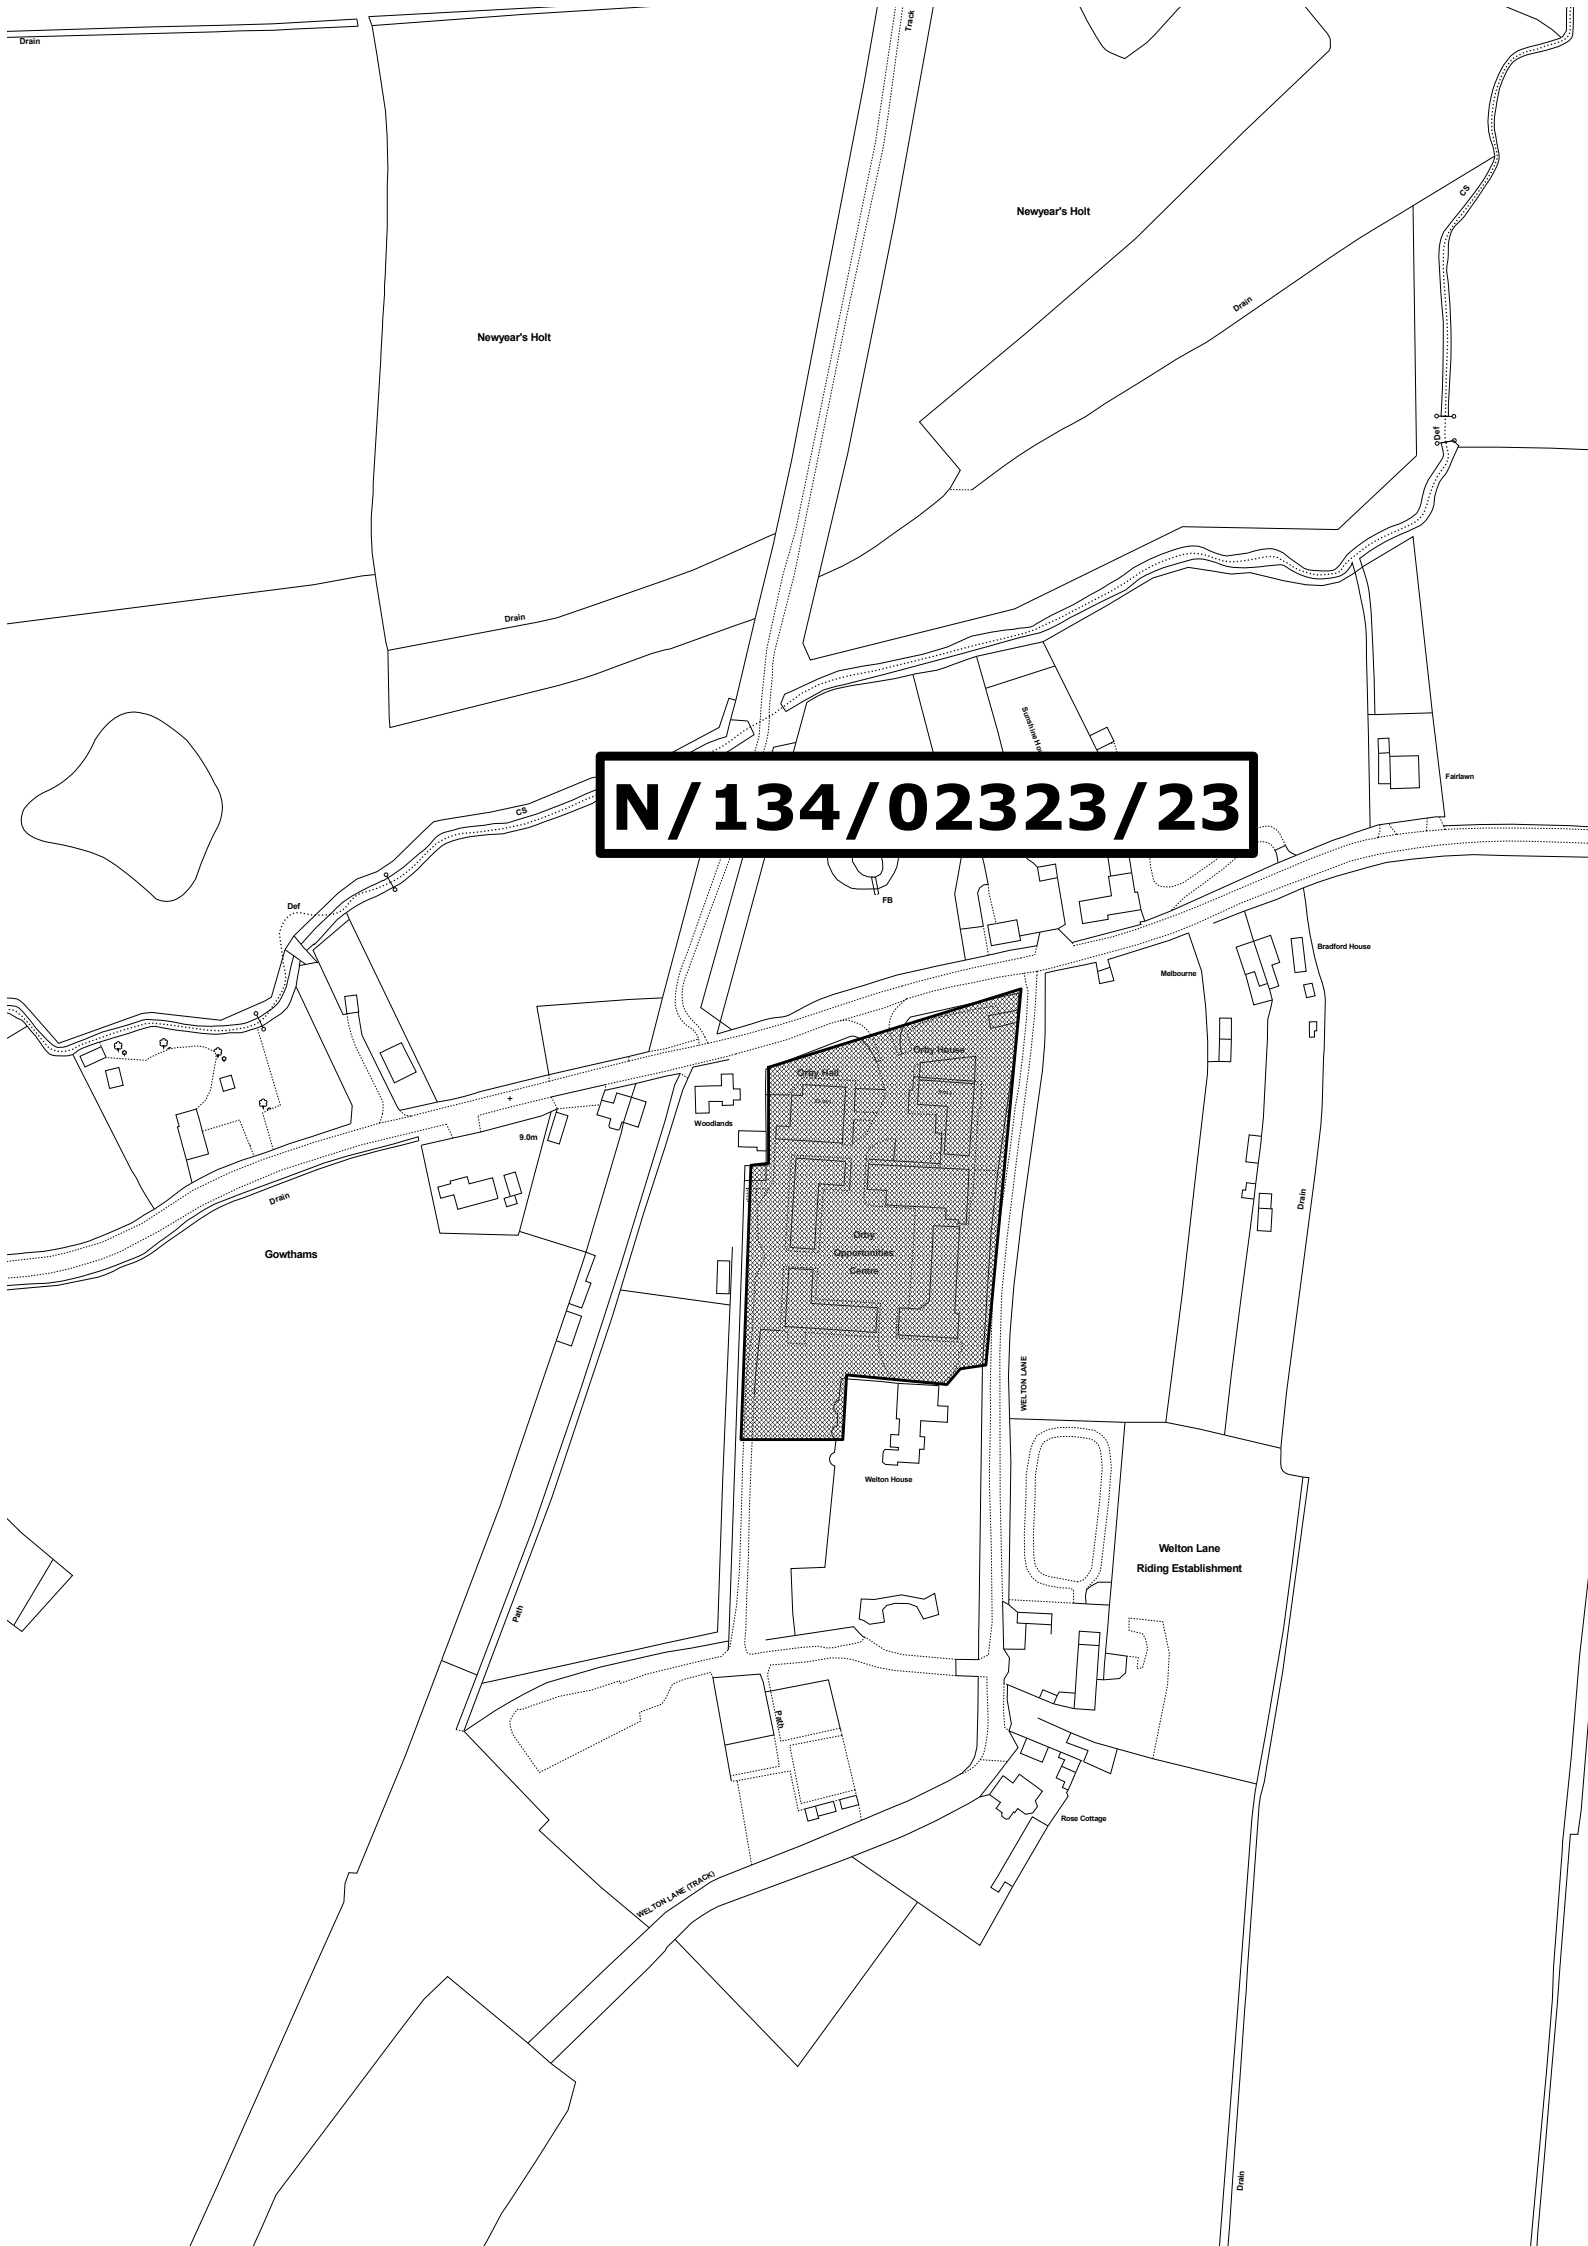 Drain
Track
Newyear's Holt
CS
Drain
Newyear's Holt
Def
Drain
Fairlawn
N/134/02323/23
CS
FB
Def
Bradford House
Melbourne
Orby House
Orby Hall
Woodlands
9.0m
Drain
Drain
Gowthams
Orby
Opportunities
Centre
WELTON LANE
Welton House
Welton Lane
Riding Establishment
Path
Path
Rose Cottage
WELTON LANE (TRACK)
Drain